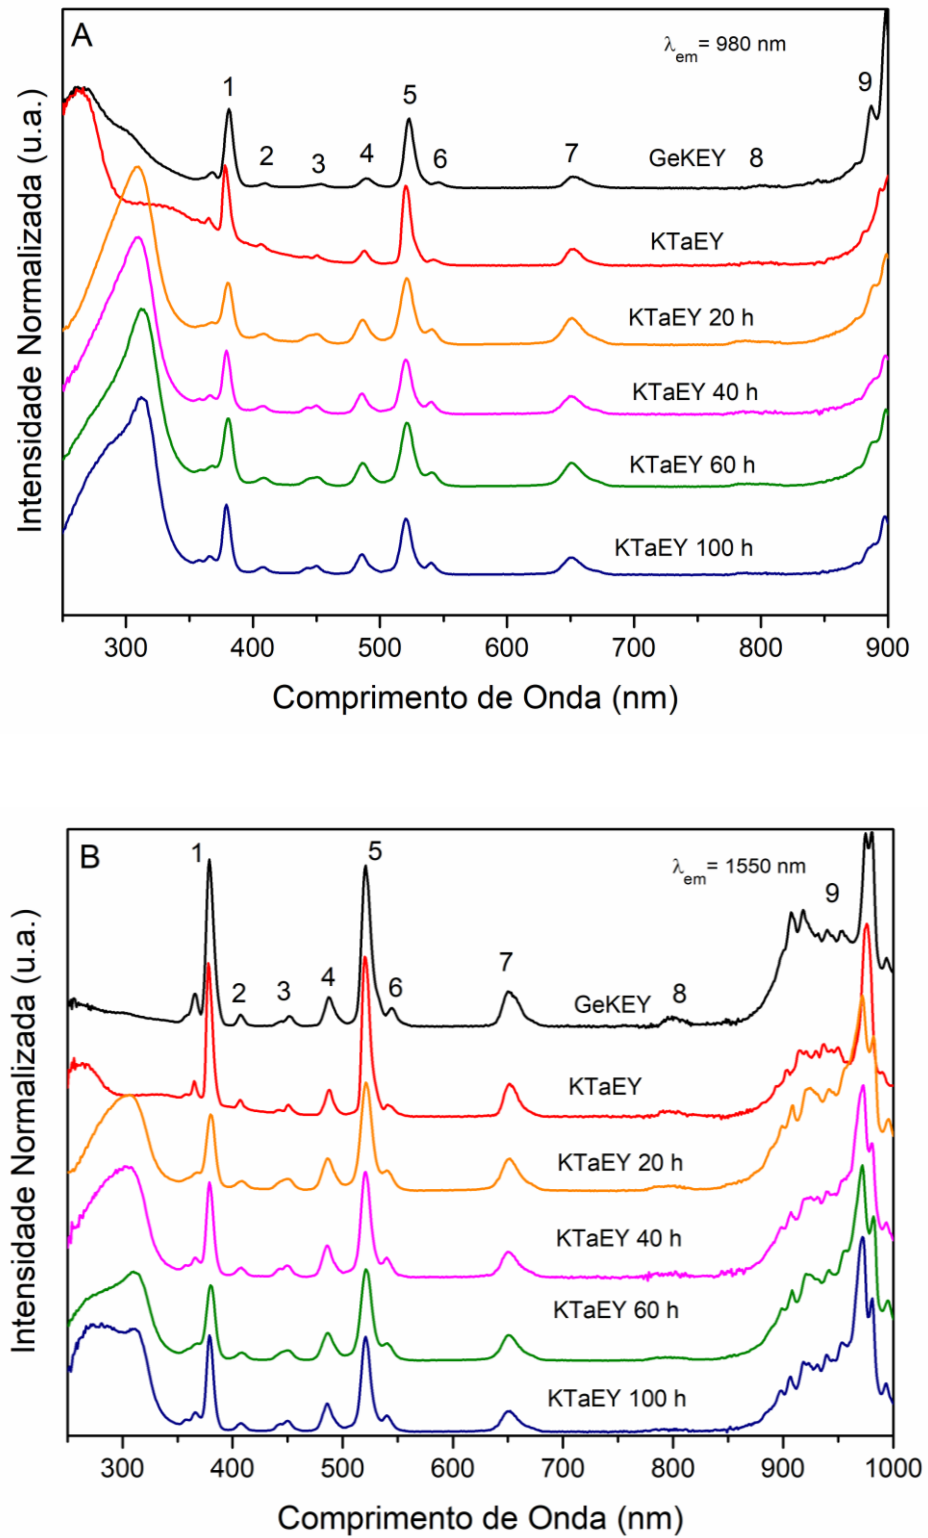 A
λem= 980 nm
1
2
3
4
5
6
7
8
9
GeKEY
KTaEY
KTaEY 20 h
KTaEY 40 h
KTaEY 60 h
KTaEY 100 h
Intensidade Normalizada (u.a.)
300 400 500 600 700 800 900
Comprimento de Onda (nm)
B
λem= 1550 nm
1
2
3
4
5
6
7
8
9
GeKEY
KTaEY
KTaEY 20 h
KTaEY 40 h
KTaEY 60 h
KTaEY 100 h
Intensidade Normalizada (u.a.)
300 400 500 600 700 800 900 1000
Comprimento de Onda (nm)